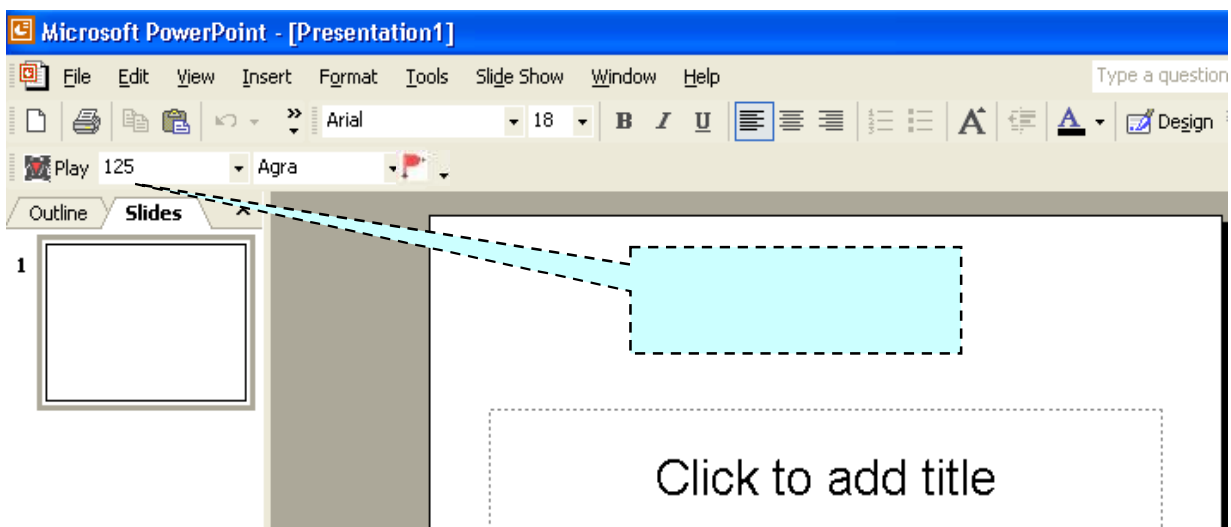 Microsoft PowerPoint - [Presentation1]
File Edit View Insert Format Tools Slide Show Window Help Type a question
Arial 18 B I U A A Design
Play 125 Agra
Outline Slides
1
Click to add title